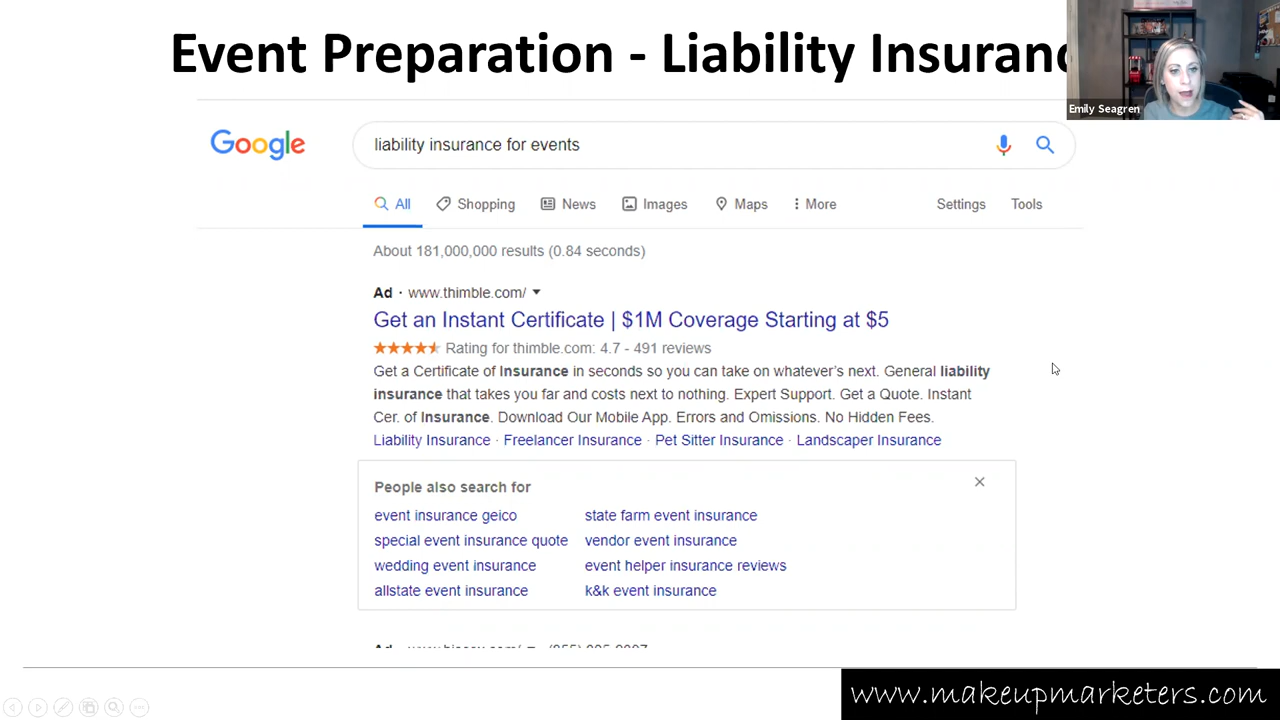 Event Preparation - Liability Insuranc
Emily Seagren
Google
liability insurance for events
All Shopping News Images Maps More Settings Tools
About 181,000,000 results (0.84 seconds)
Ad · www.thimble.com/
Get an Instant Certificate | $1M Coverage Starting at $5
Rating for thimble.com: 4.7 - 491 reviews
Get a Certificate of Insurance in seconds so you can take on whatever's next. General liability
insurance that takes you far and costs next to nothing. Expert Support. Get a Quote. Instant
Cer. of Insurance. Download Our Mobile App. Errors and Omissions. No Hidden Fees.
Liability Insurance · Freelancer Insurance · Pet Sitter Insurance · Landscaper Insurance
People also search for
event insurance geico state farm event insurance
special event insurance quote vendor event insurance
wedding event insurance event helper insurance reviews
allstate event insurance k&k event insurance
www.makeupmarketers.com